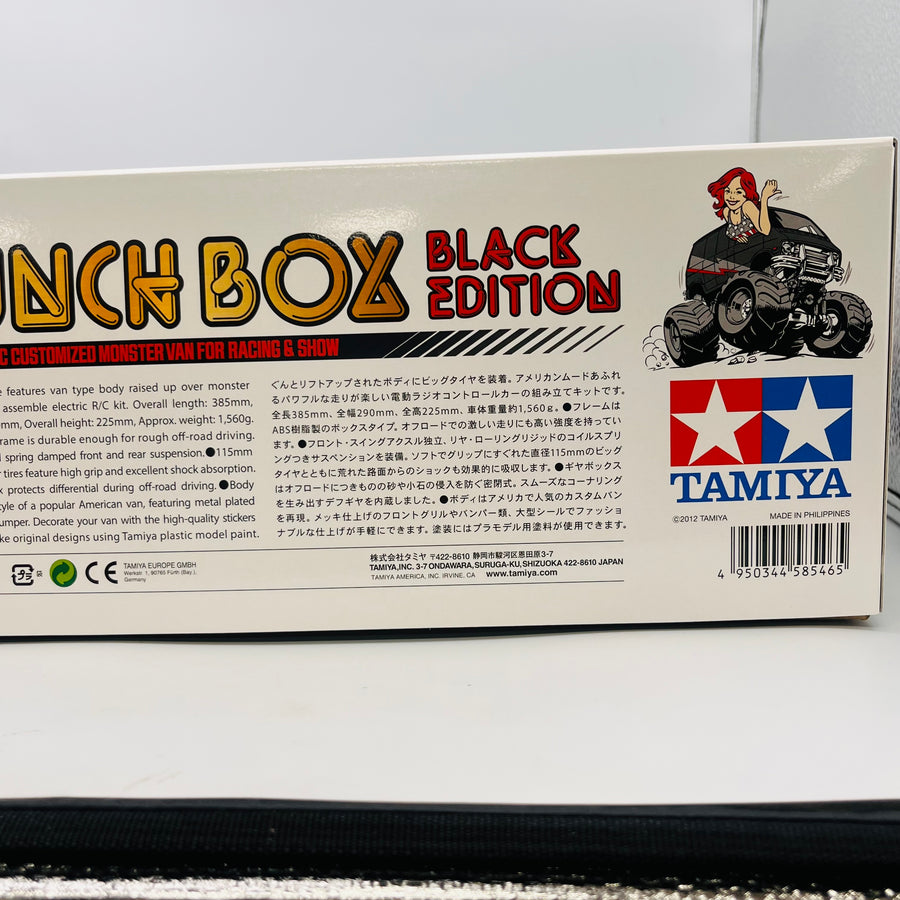 UNCH BOX BLACK EDITION
C CUSTOMIZED MONSTER VAN FOR RACING & SHOW
e features van type body raised up over monster
assemble electric R/C kit. Overall length: 385mm,
mm, Overall height: 225mm, Approx. weight: 1,560g.
rame is durable enough for rough off-road driving.
d spring damped front and rear suspension.●115mm
r tires feature high grip and excellent shock absorption.
x protects differential during off-road driving. ●Body
tyle of a popular American van, featuring metal plated
umper. Decorate your van with the high-quality stickers
ke original designs using Tamiya plastic model paint.
ぐんとリフトアップされたボディにビッグタイヤを装着。アメリカンムードあふれ
るパワフルな走りが楽しい電動ラジオコントロールカーの組み立てキットです。
全長385mm、全幅290mm、全高225mm、車体重量約1,560g。●フレームは
ABS樹脂製のボックスタイプ。オフロードでの激しい走りにも高い強度を持ってい
ます。●フロント・スイングアクスル独立、リヤ・ローリングリジッドのコイルスプリ
ングつきサスペンションを装備。ソフトでグリップにすぐれた直径115mmのビッグ
タイヤとともに荒れた路面からのショックも効果的に吸収します。●ギヤボックス
はオフロードにつきものの砂や小石の侵入を防ぐ密閉式。スムーズなコーナリング
を生み出すデフギヤを内蔵しました。●ボディはアメリカで人気のカスタムバン
を再現。メッキ仕上げのフロントグリルやバンパー類、大型シールでファッショ
ナブルな仕上げが手軽にできます。塗装にはプラモデル用塗料が使用できます。
TAMIYA
©2012 TAMIYA MADE IN PHILIPPINES
4 950344 585465
プラ 袋 CE
TAMIYA EUROPE GMBH
Werkstr. 1, 90765 Fürth (Bay.),
Germany
株式会社タミヤ 〒422-8610 静岡市駿河区恩田原3-7
TAMIYA,INC. 3-7 ONDAWARA, SURUGA-KU, SHIZUOKA 422-8610 JAPAN
TAMIYA AMERICA, INC. IRVINE, CA www.tamiya.com